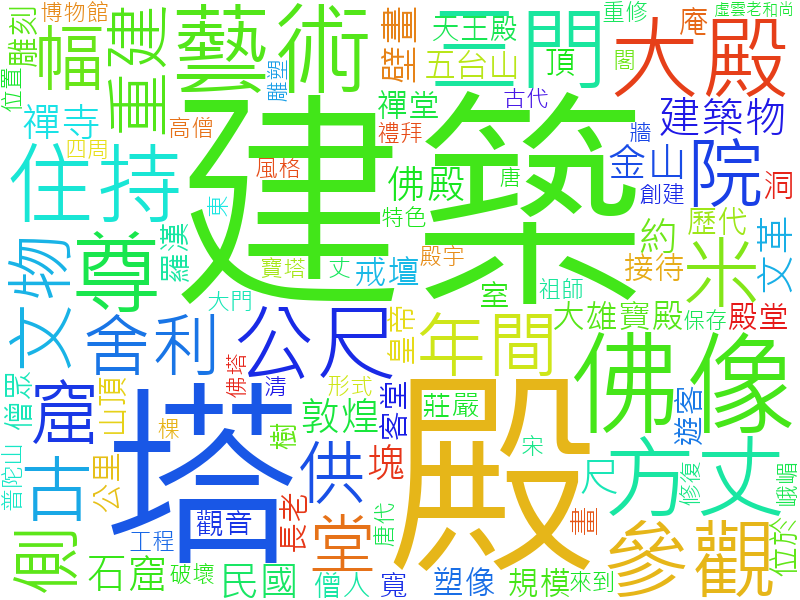 博物館
雕刻
位置
幅
重建
藝術
壁畫
天王殿
五台山
三門
頂
重修
閣
庵
虛雲老和尚
大殿
雕塑
禪寺
高僧
四周
住持
禪堂
禮拜
古代
牆
建築物
金山
創建
院
洞
風格
建築
佛殿
唐
特色
東
文物
尊
羅漢
寶塔
丈
戒壇
殿宇
室
祖師
約
歷代
接待
米
文革
大門
舍利
公尺
皇帝
年間
大雄寶殿
保存
殿堂
佛塔
清
形式
佛像
僧眾
窟
山頂
塔
棵
樹
敦煌
客堂
莊嚴
殿
宋
遊客
普陀山
古
公里
供
塊
尺
方丈
修復
峨嵋
觀音
長老
唐代
畫
側
工程
堂
參觀
位於
石窟
破壞
民國
僧人
寬
塑像
規模
來到